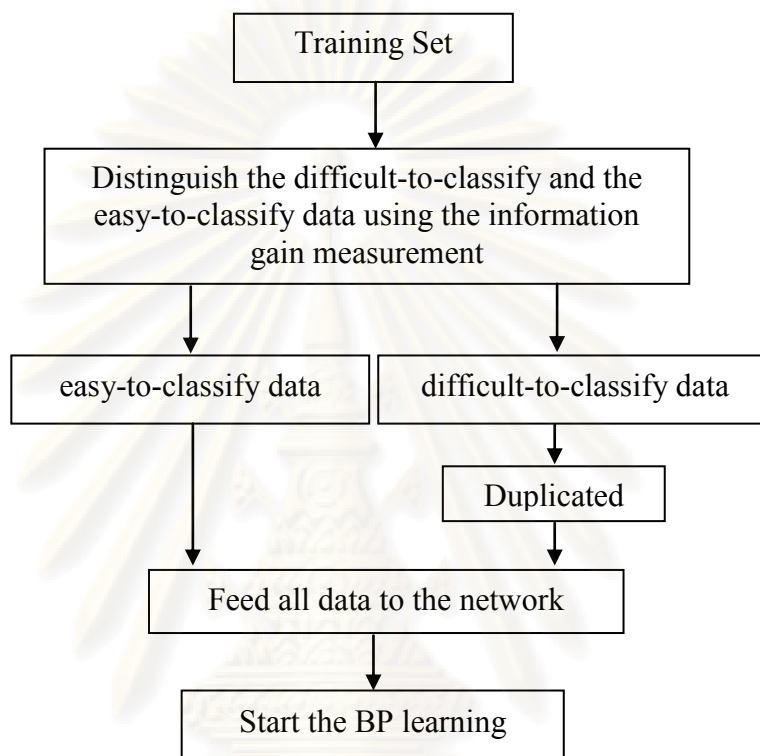 Training Set
Distinguish the difficult-to-classify and the
easy-to-classify data using the information
gain measurement
easy-to-classify data
difficult-to-classify data
Duplicated
Feed all data to the network
Start the BP learning